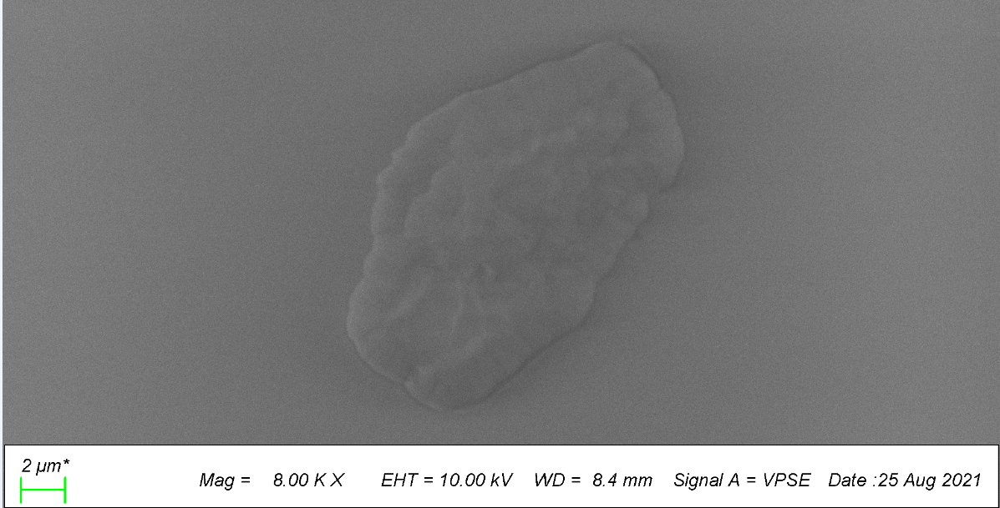 2 µm*
Mag = 8.00 K X EHT = 10.00 kV WD = 8.4 mm Signal A = VPSE Date :25 Aug 2021